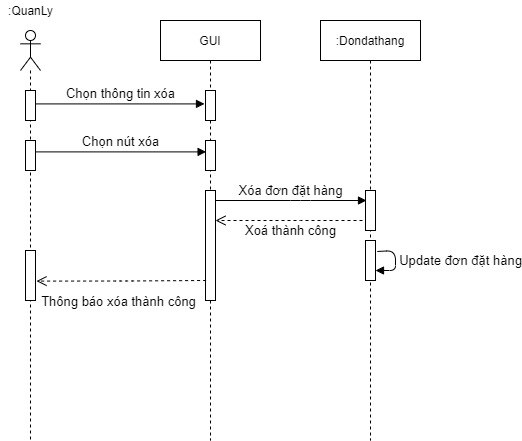 :QuanLy
GUI
:Dondathang
Chọn thông tin xóa
Chọn nút xóa
Xóa đơn đặt hàng
Xoá thành công
Update đơn đặt hàng
Thông báo xóa thành công